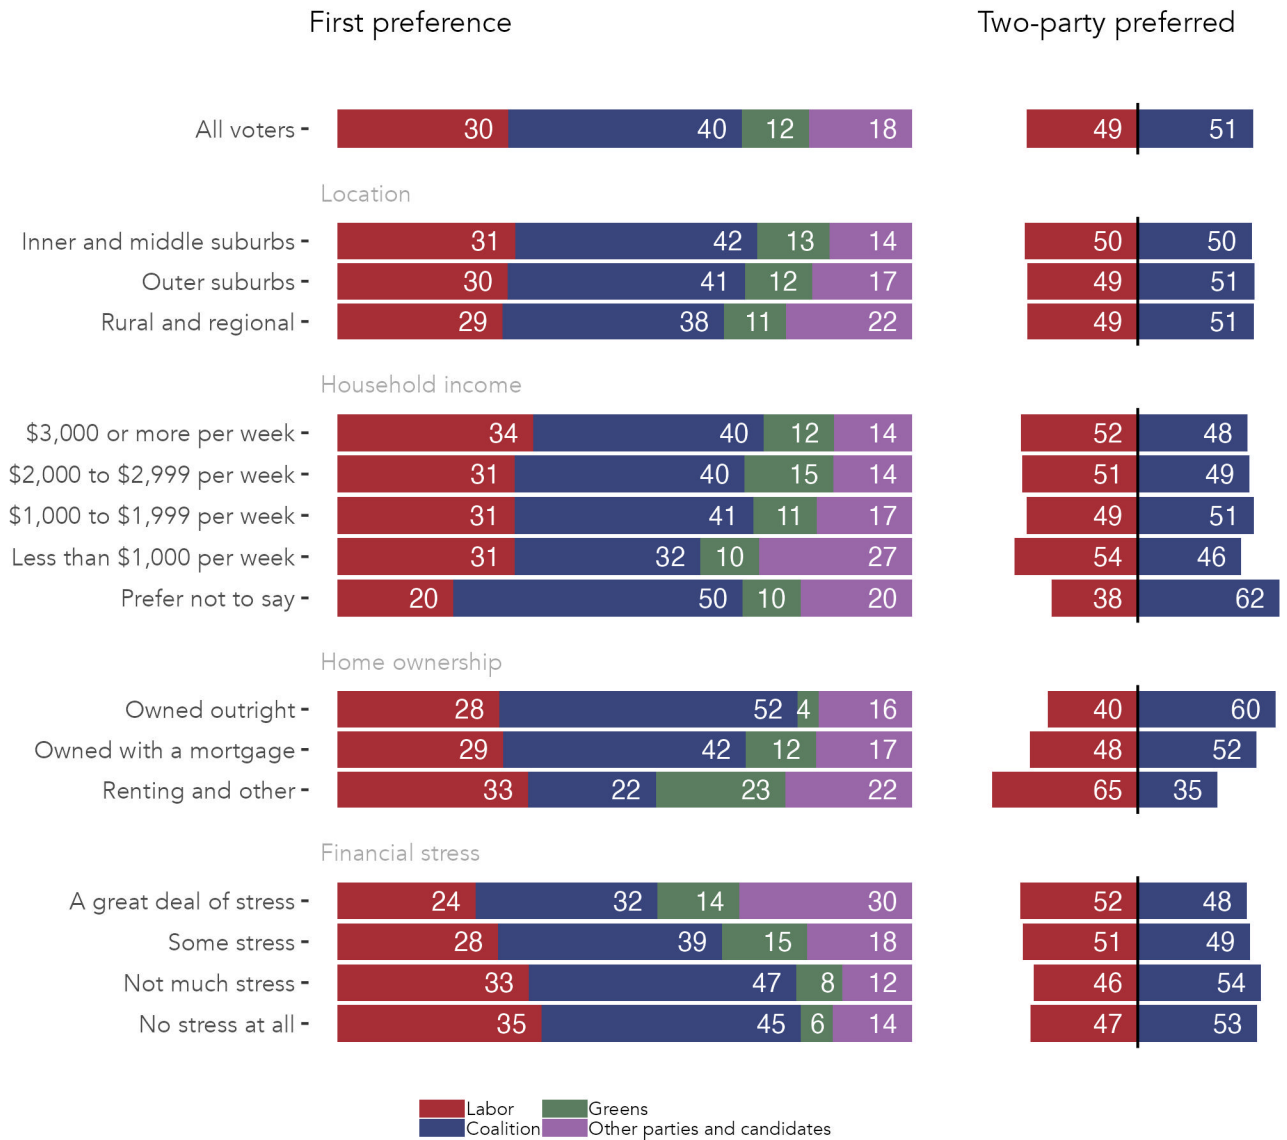 First preference Two-party preferred
All voters 30 40 12 18 49 51
Location
Inner and middle suburbs 31 42 13 14 50 50
Outer suburbs 30 41 12 17 49 51
Rural and regional 29 38 11 22 49 51
Household income
$3,000 or more per week 34 40 12 14 52 48
$2,000 to $2,999 per week 31 40 15 14 51 49
$1,000 to $1,999 per week 31 41 11 17 49 51
Less than $1,000 per week 31 32 10 27 54 46
Prefer not to say 20 50 10 20 38 62
Home ownership
Owned outright 28 52 4 16 40 60
Owned with a mortgage 29 42 12 17 48 52
Renting and other 33 22 23 22 65 35
Financial stress
A great deal of stress 24 32 14 30 52 48
Some stress 28 39 15 18 51 49
Not much stress 33 47 8 12 46 54
No stress at all 35 45 6 14 47 53
Labor Greens
Coalition Other parties and candidates